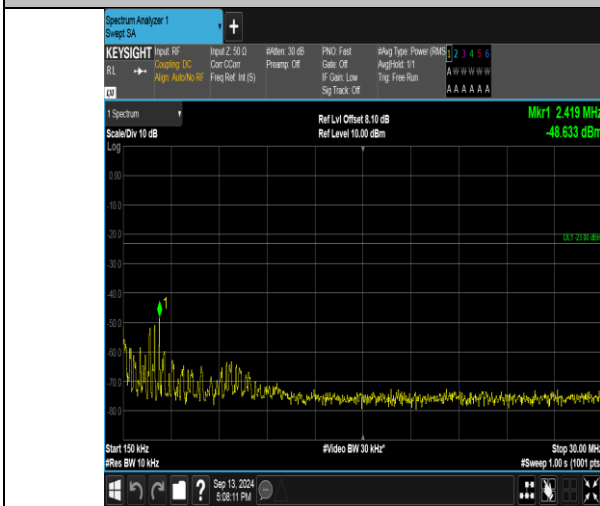 Spectrum Analyzer 1
Swept SA
+
KEYSIGHT Input: RF Input Z: 50 Ω #Atten: 30 dB PNO: Fast #Avg Type: Power (RMS 1 2 3 4 5 6
RL Coupling: DC Corr CCorr Preamp: Off Gate: Off Avg|Hold: 1/1 A W W W W W
Align: Auto/No RF Freq Ref: Int (S) IF Gain: Low Trig: Free Run
LXI Sig Track: Off A A A A A A
1 Spectrum Ref Lvl Offset 8.10 dB Mkr1 2.419 MHz
Scale/Div 10 dB Ref Level 10.00 dBm -48.633 dBm
Log
0.00
-10.0
-20.0
DL1 -23.00 dBm
-30.0
-40.0
1
-50.0
-60.0
-70.0
-80.0
Start 150 kHz #Video BW 30 kHz* Stop 30.00 MHz
#Res BW 10 kHz #Sweep 1.00 s (1001 pts
? Sep 13, 2024
5:08:11 PM